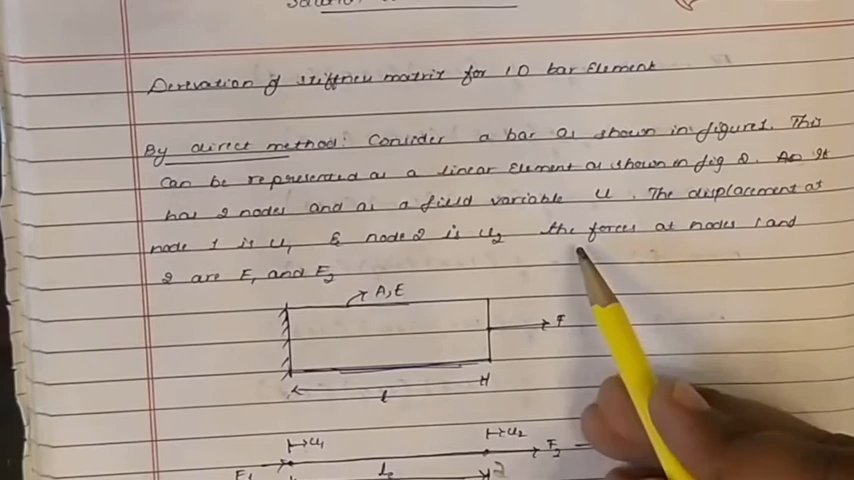 Derivation of stiffness matrix for 1D bar Element
By direct method: Consider a bar as shown in figure 1. This
can be represented as a linear Element as shown in fig 2. As It
has 2 nodes and as a field variable u. The displacement at
node 1 is u1 & node 2 is u2 the forces at nodes 1 and
2 are F1 and F2
A, E
F
l
u1 u2
F1 l F2
2